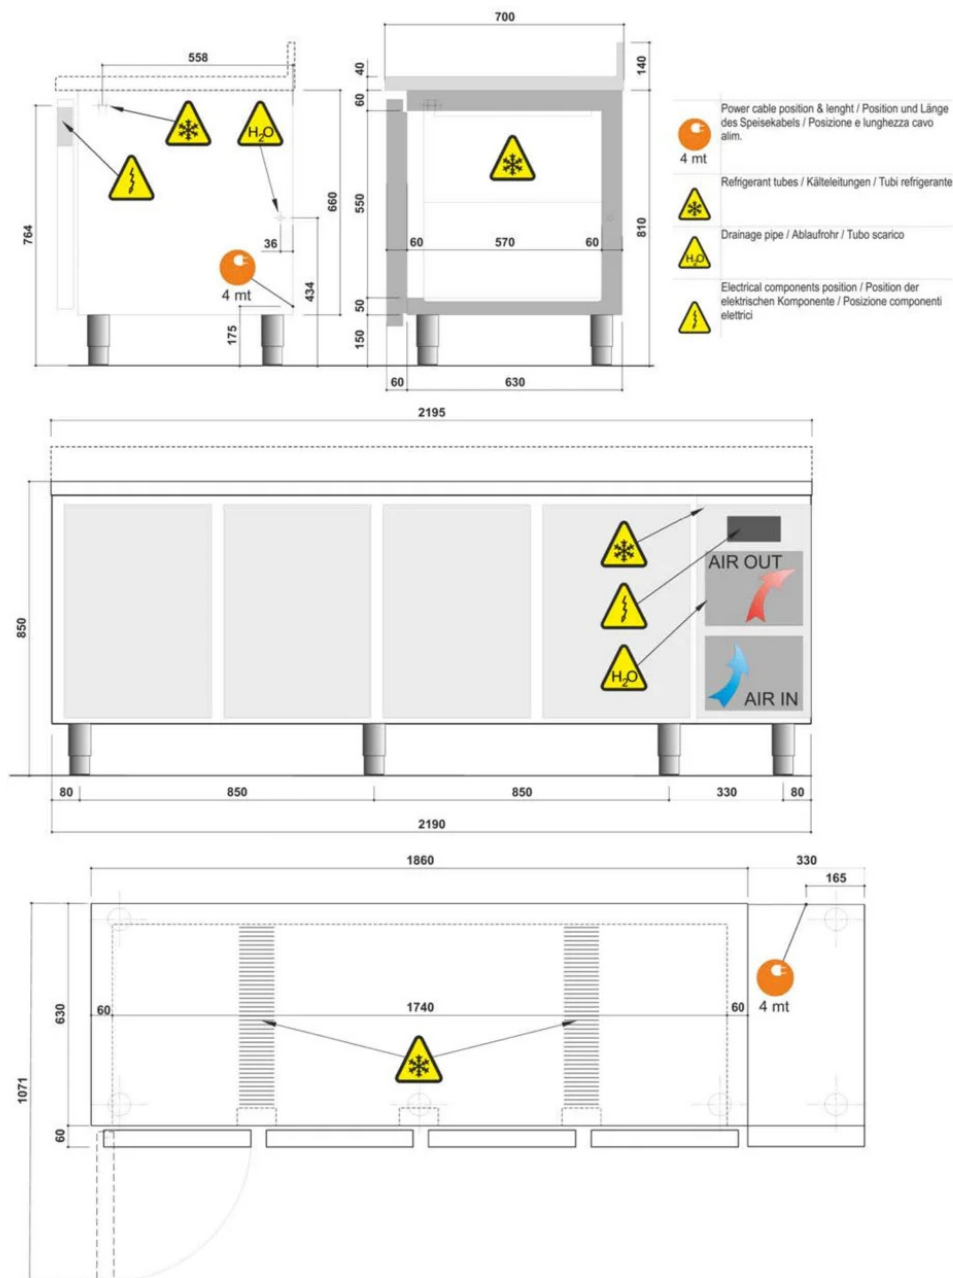 700
558
40
140
60
Power cable position & lenght / Position und Länge
des Speisekabels / Posizione e lunghezza cavo
alim.
4 mt
H₂O
Refrigerant tubes / Kälteleitungen / Tubi refrigerante
764
660
550
810
60
570
60
36
Drainage pipe / Ablaufrohr / Tubo scarico
H₂O
4 mt
434
175
50
150
Electrical components position / Position der
elektrischen Komponente / Posizione componenti
elettrici
60
630
2195
850
AIR OUT
H₂O
AIR IN
80
850
850
330
80
2190
1860
330
165
1071
630
60
1740
60
4 mt
60